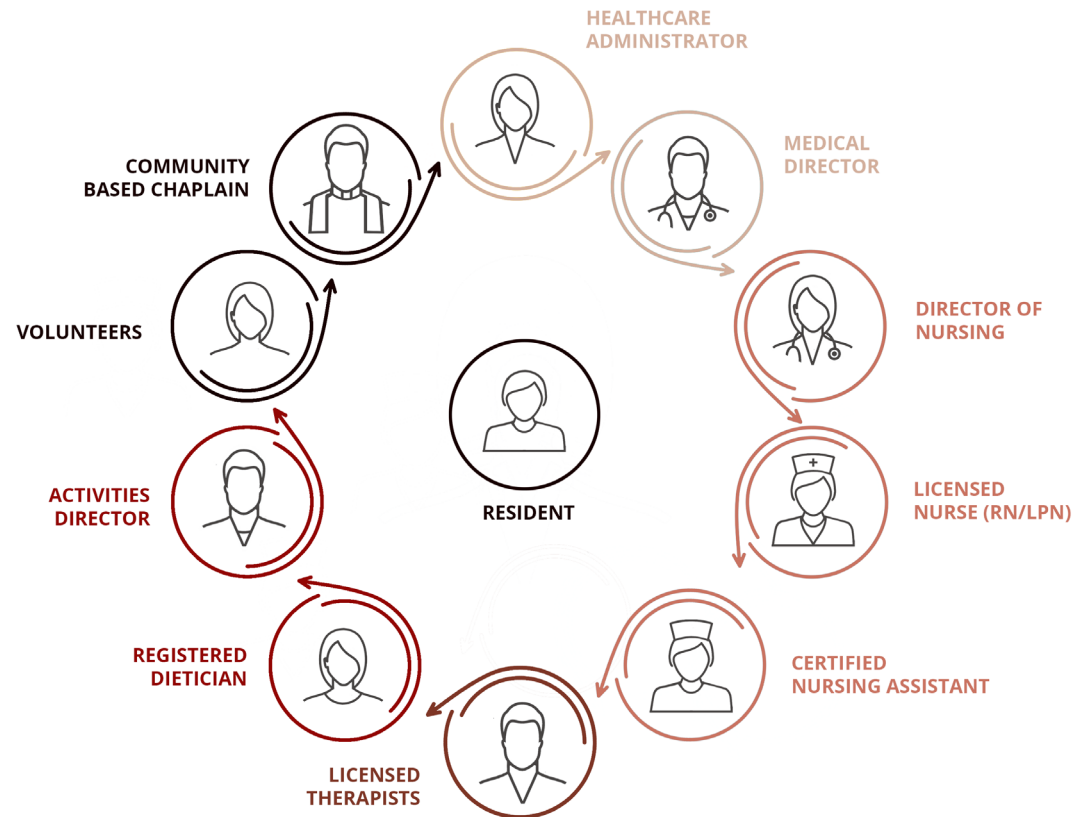 HEALTHCARE
ADMINISTRATOR
MEDICAL
DIRECTOR
DIRECTOR OF
NURSING
LICENSED
NURSE (RN/LPN)
CERTIFIED
NURSING ASSISTANT
LICENSED
THERAPISTS
REGISTERED
DIETICIAN
ACTIVITIES
DIRECTOR
VOLUNTEERS
COMMUNITY
BASED CHAPLAIN
RESIDENT